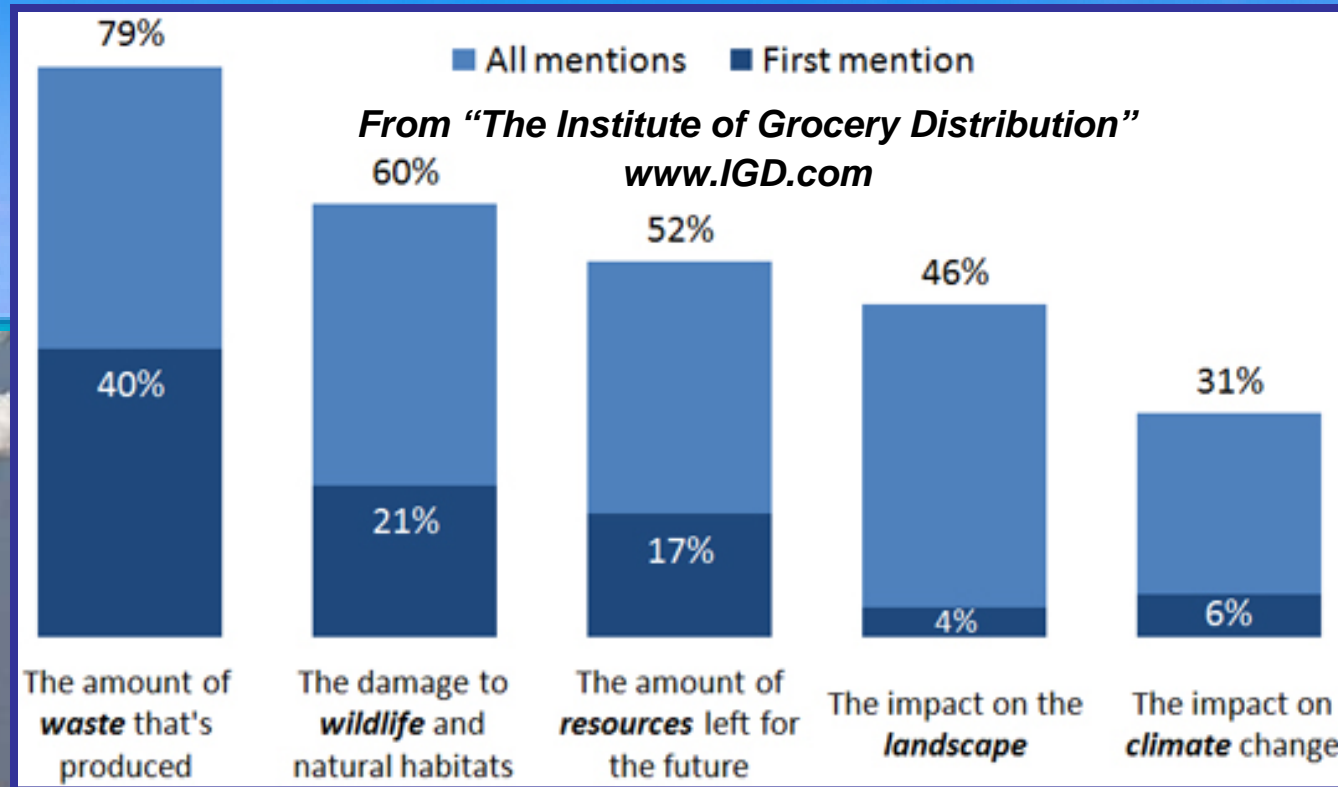 79%
All mentions First mention
From “The Institute of Grocery Distribution”
www.IGD.com
60%
52%
46%
31%
40%
21%
17%
4%
6%
The amount of
waste that's
produced
The damage to
wildlife and
natural habitats
The amount of
resources left for
the future
The impact on the
landscape
The impact on
climate change